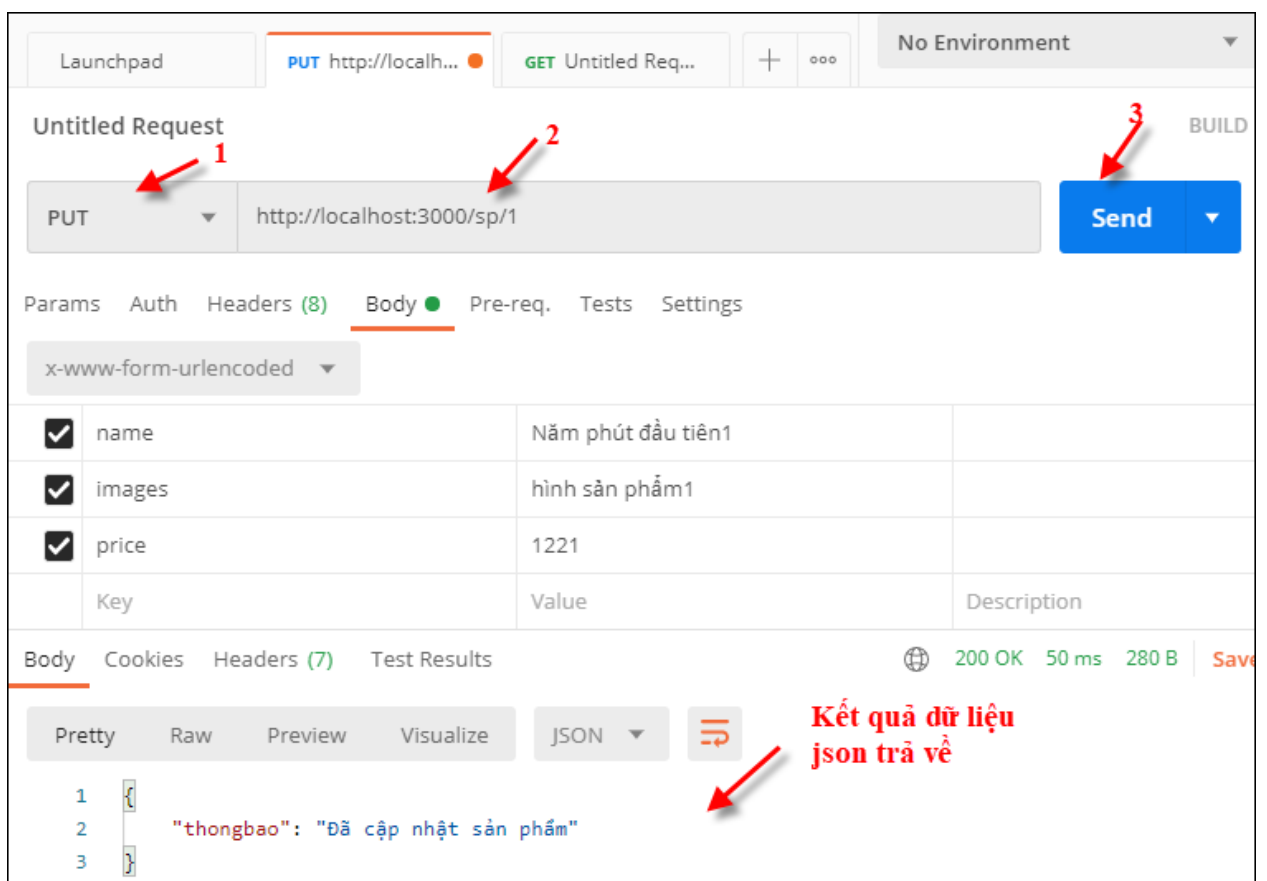 Launchpad
PUT http://localh...
GET Untitled Req...
No Environment
Untitled Request
BUILD
1
2
3
PUT
http://localhost:3000/sp/1
Send
Params Auth Headers (8) Body Pre-req. Tests Settings
x-www-form-urlencoded
name Năm phút đầu tiên1
images hình sản phẩm1
price 1221
Key Value Description
Body Cookies Headers (7) Test Results 200 OK 50 ms 280 B Save
Pretty Raw Preview Visualize JSON
Kết quả dữ liệu
json trả về
1 {
2 "thongbao": "Đã cập nhật sản phẩm"
3 }